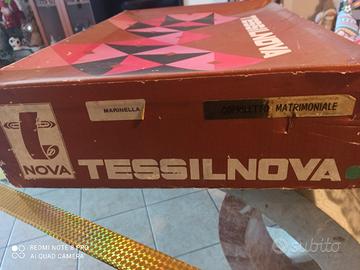 TESSILNOVA
MARINELLA
COPRILETTO MATRIMONIALE
NOVA
TESSILNOVA
REDMI NOTE 8 PRO
AI QUAD CAMERA
subito